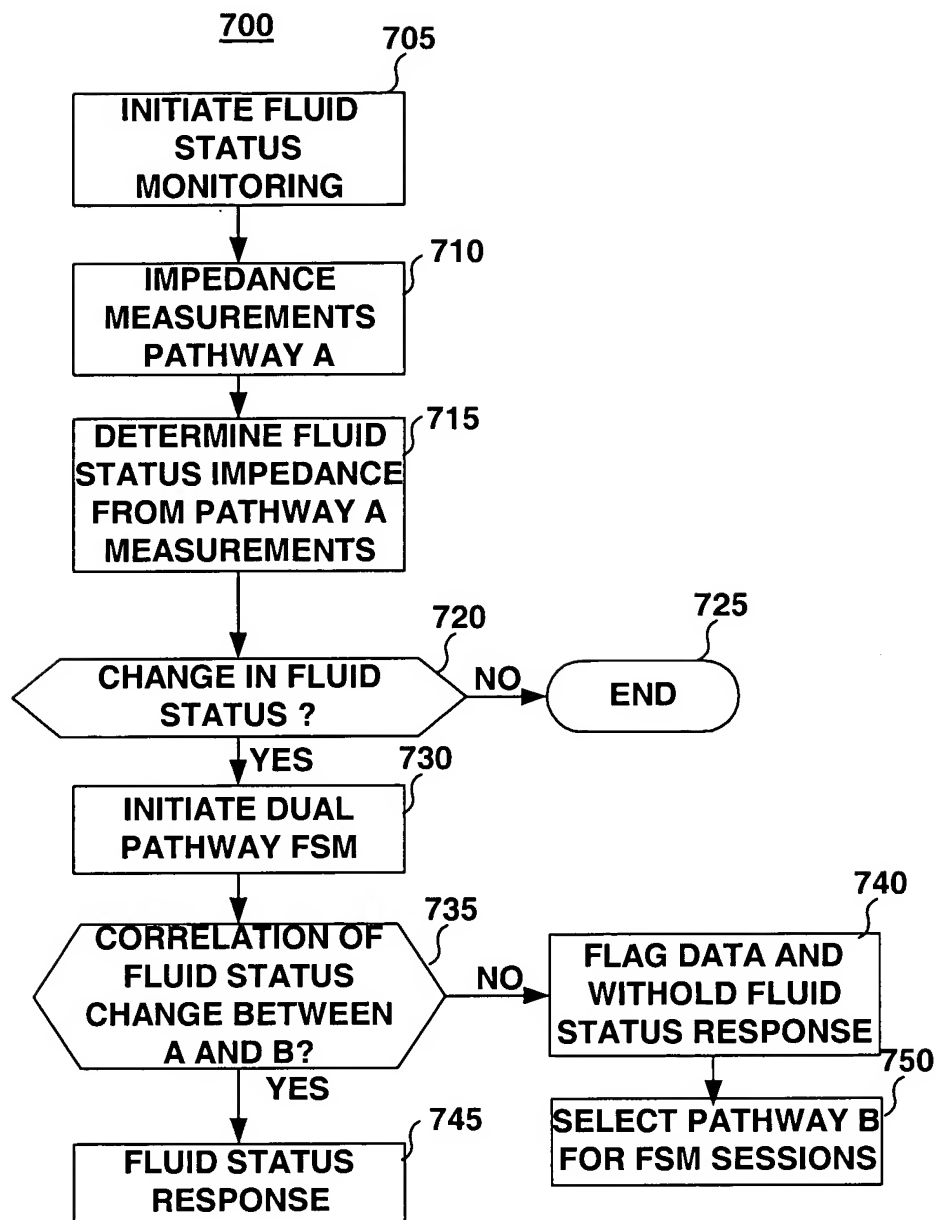 700
705
INITIATE FLUID
STATUS
MONITORING
710
IMPEDANCE
MEASUREMENTS
PATHWAY A
715
DETERMINE FLUID
STATUS IMPEDANCE
FROM PATHWAY A
MEASUREMENTS
720
CHANGE IN FLUID
STATUS ?
NO
725
END
YES
730
INITIATE DUAL
PATHWAY FSM
735
CORRELATION OF
FLUID STATUS
CHANGE BETWEEN
A AND B?
NO
740
FLAG DATA AND
WITHOLD FLUID
STATUS RESPONSE
750
SELECT PATHWAY B
FOR FSM SESSIONS
YES
745
FLUID STATUS
RESPONSE